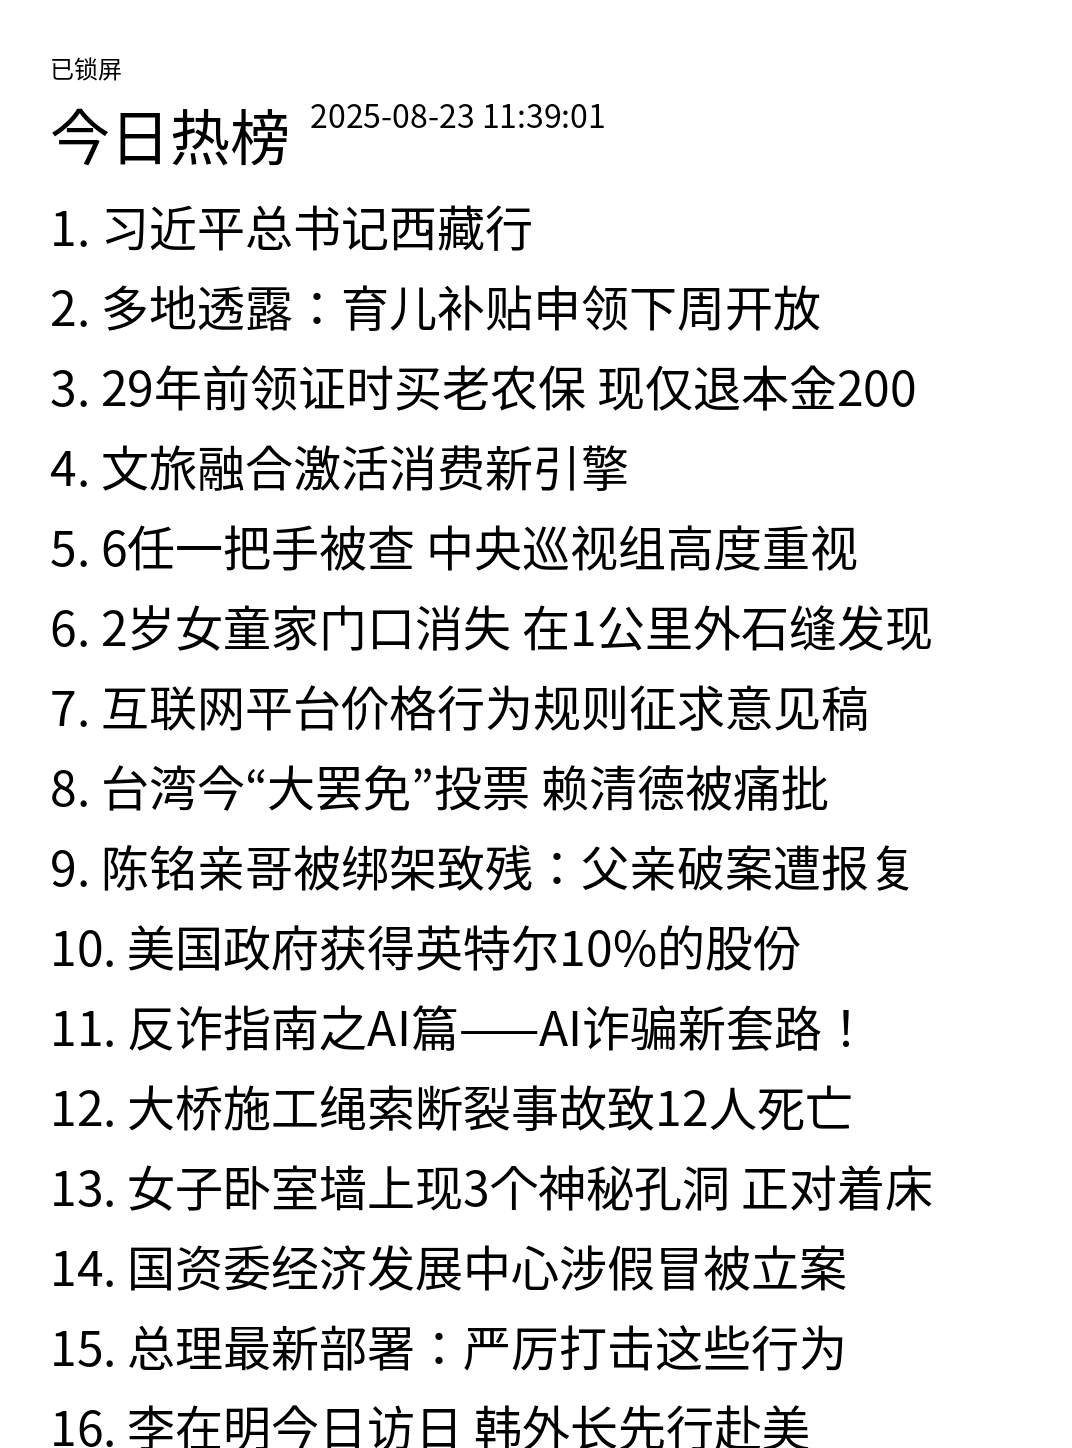 已锁屏
今日热榜 2025-08-23 11:39:01
1. 习近平总书记西藏行
2. 多地透露：育儿补贴申领下周开放
3. 29年前领证时买老农保 现仅退本金200
4. 文旅融合激活消费新引擎
5. 6任一把手被查 中央巡视组高度重视
6. 2岁女童家门口消失 在1公里外石缝发现
7. 互联网平台价格行为规则征求意见稿
8. 台湾今“大罢免”投票 赖清德被痛批
9. 陈铭亲哥被绑架致残：父亲破案遭报复
10. 美国政府获得英特尔10%的股份
11. 反诈指南之AI篇——AI诈骗新套路！
12. 大桥施工绳索断裂事故致12人死亡
13. 女子卧室墙上现3个神秘孔洞 正对着床
14. 国资委经济发展中心涉假冒被立案
15. 总理最新部署：严厉打击这些行为
16. 李在明今日访日 韩外长先行赴美